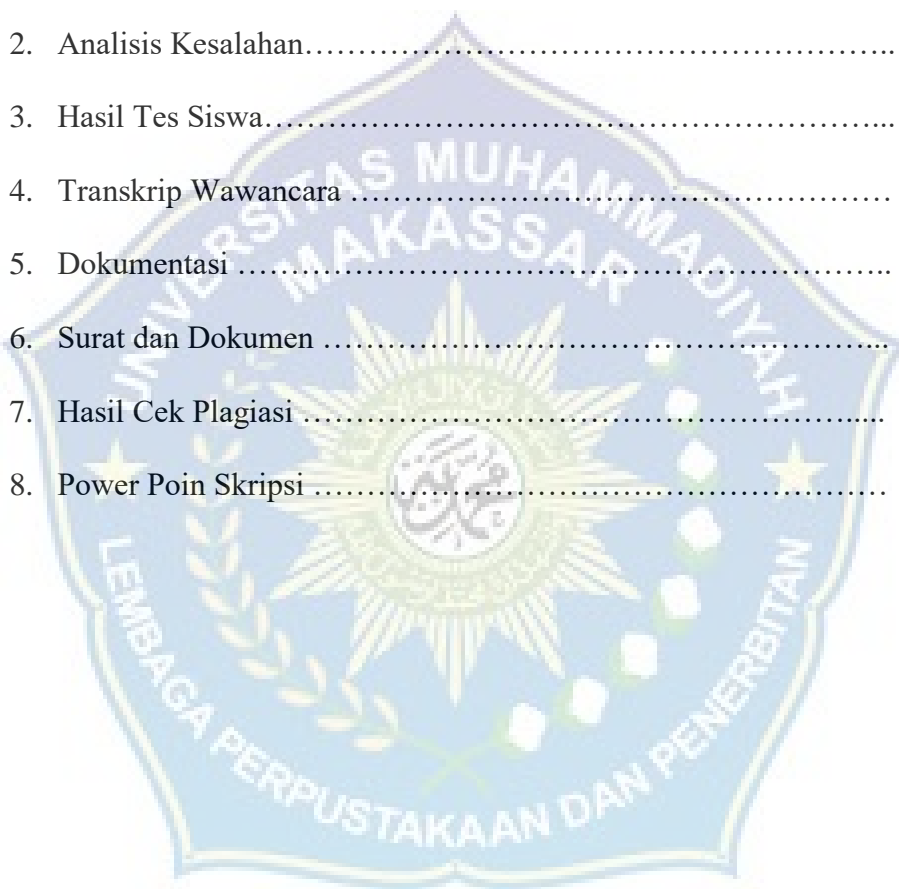 2. Analisis Kesalahan…………………………………………………..
3. Hasil Tes Siswa……………………………………………………...
4. Transkrip Wawancara ………………………………………………
5. Dokumentasi ………………………………………………………..
6. Surat dan Dokumen ………………………………………………...
7. Hasil Cek Plagiasi ………………………………………………......
8. Power Poin Skripsi …………………………………………………
UNIVERSITAS MUHAMMADIYAH
MAKASSAR
محمد
LEMBAGA PERPUSTAKAAN DAN PENERBITAN